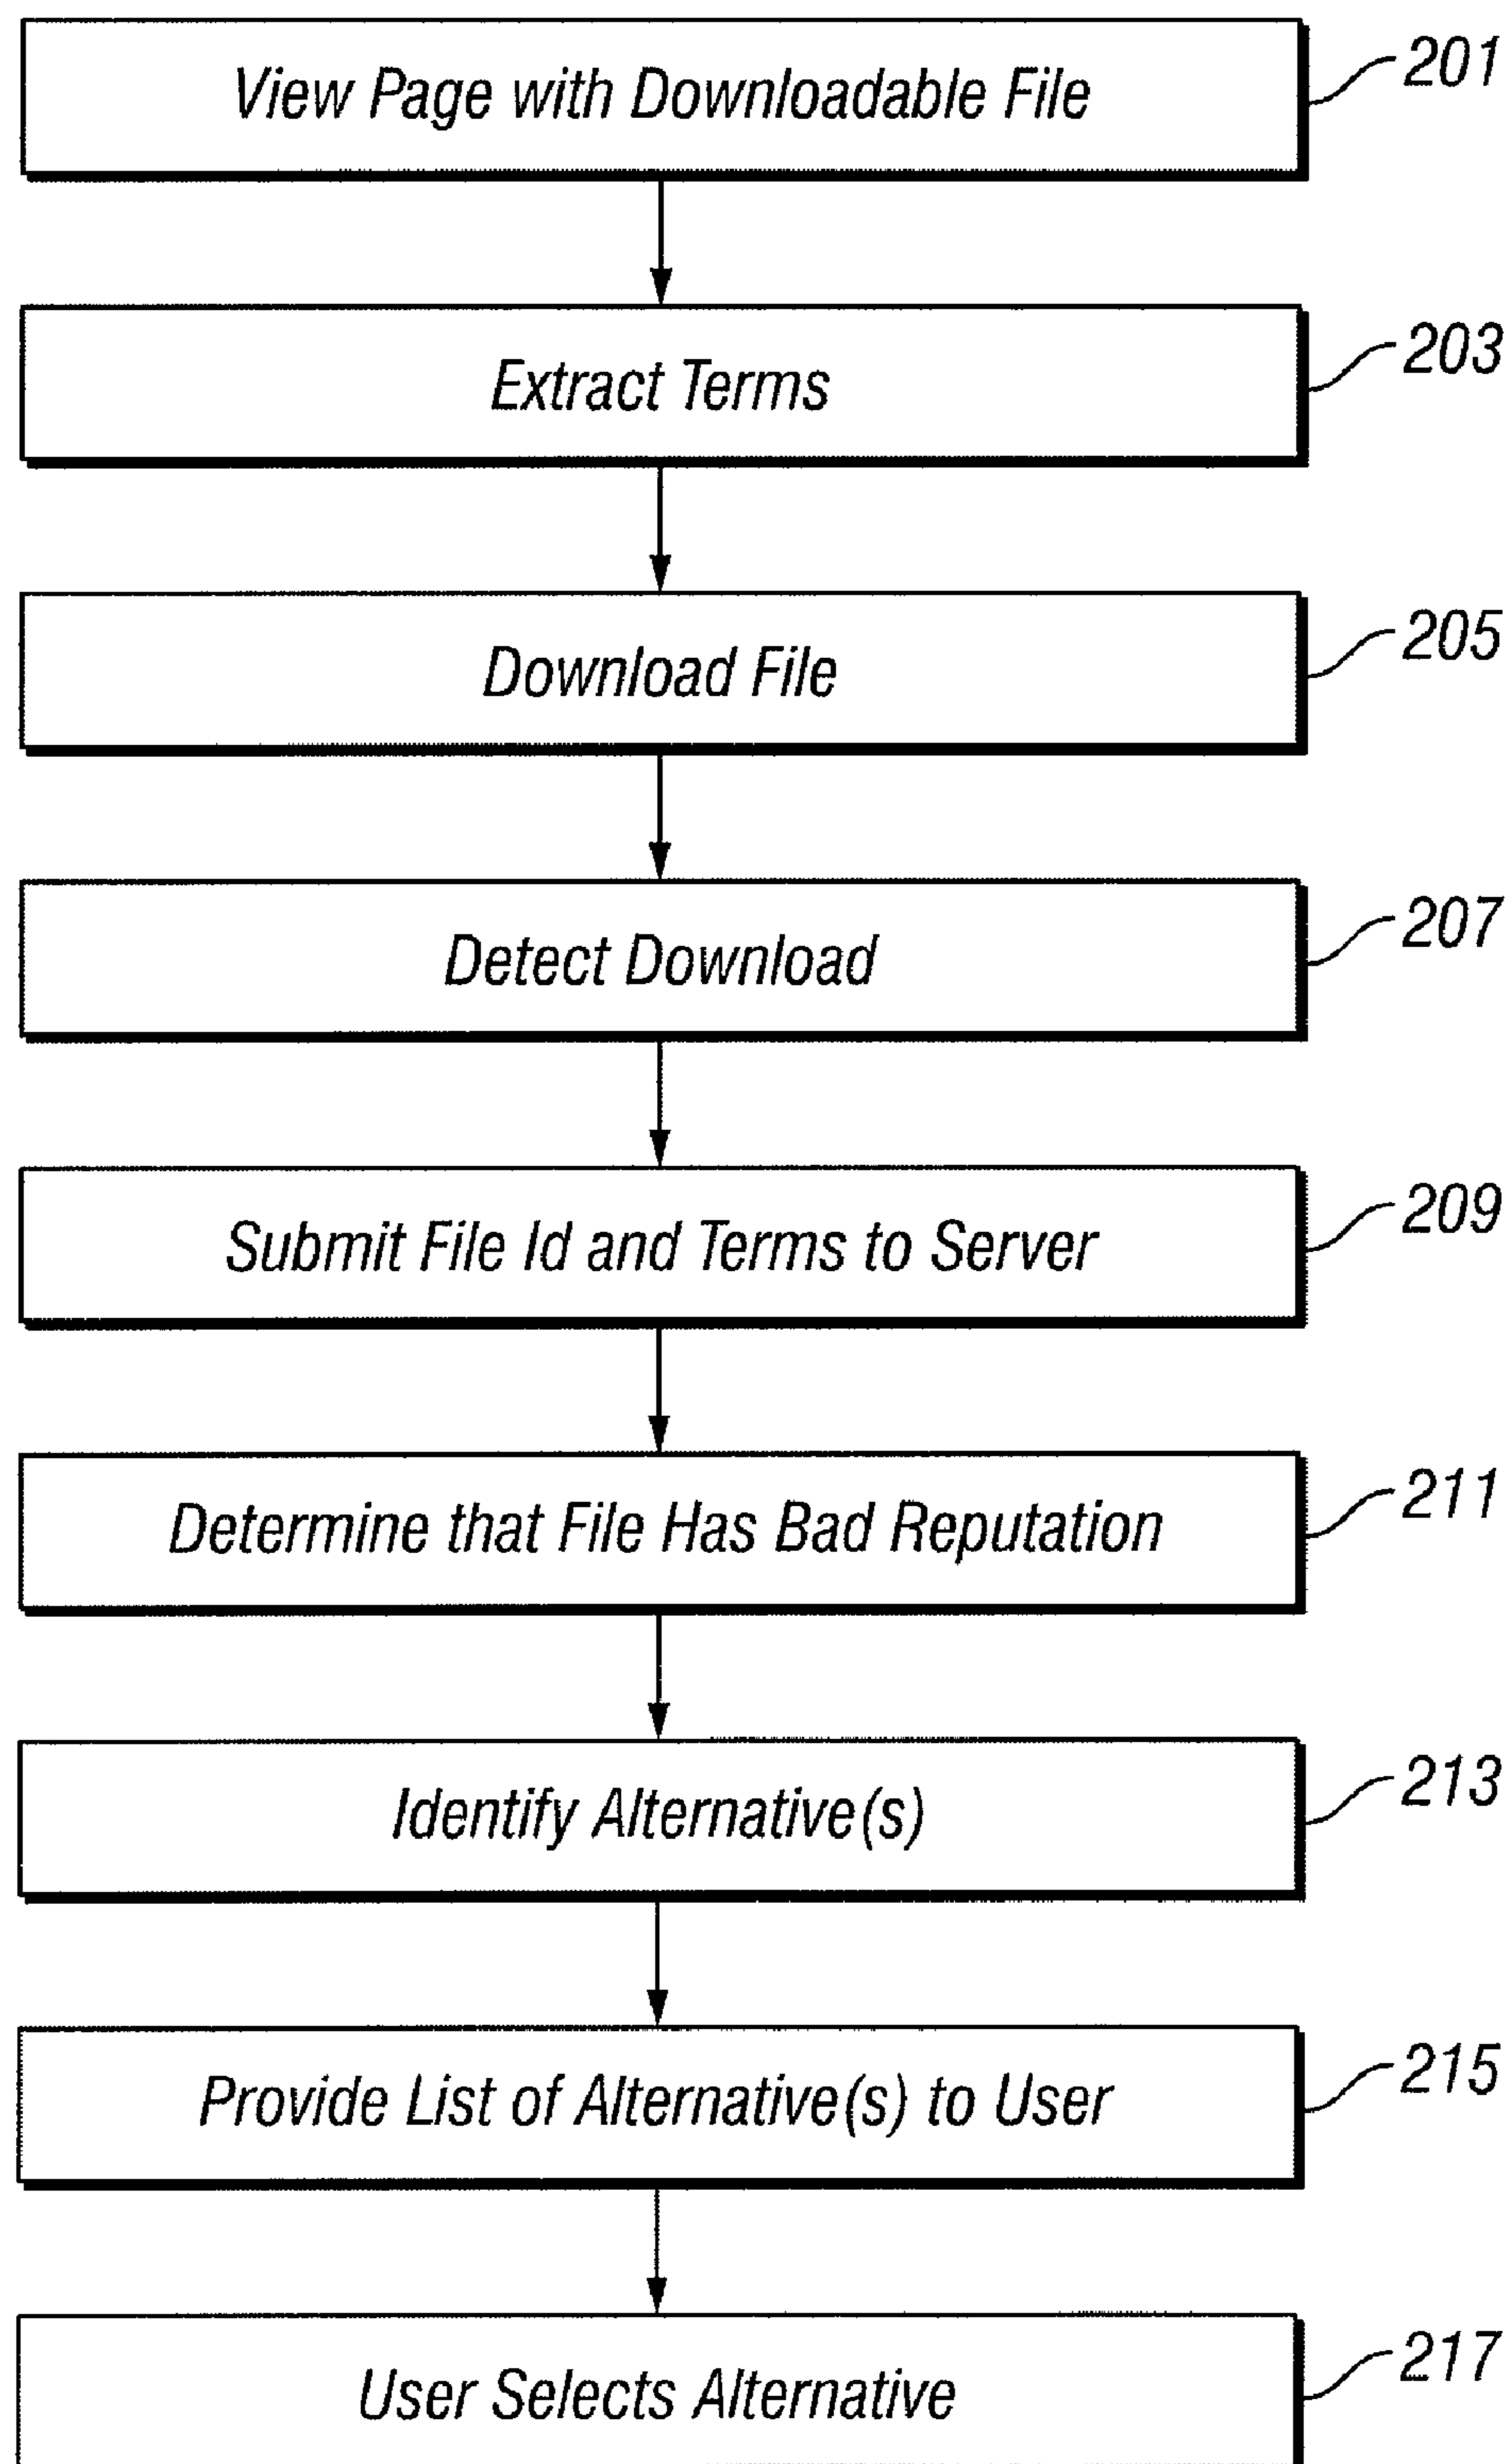 View Page with Downloadable File
201
Extract Terms
203
Download File
205
Detect Download
207
Submit File Id and Terms to Server
209
Determine that File Has Bad Reputation
211
Identify Alternative(s)
213
Provide List of Alternative(s) to User
215
User Selects Alternative
217